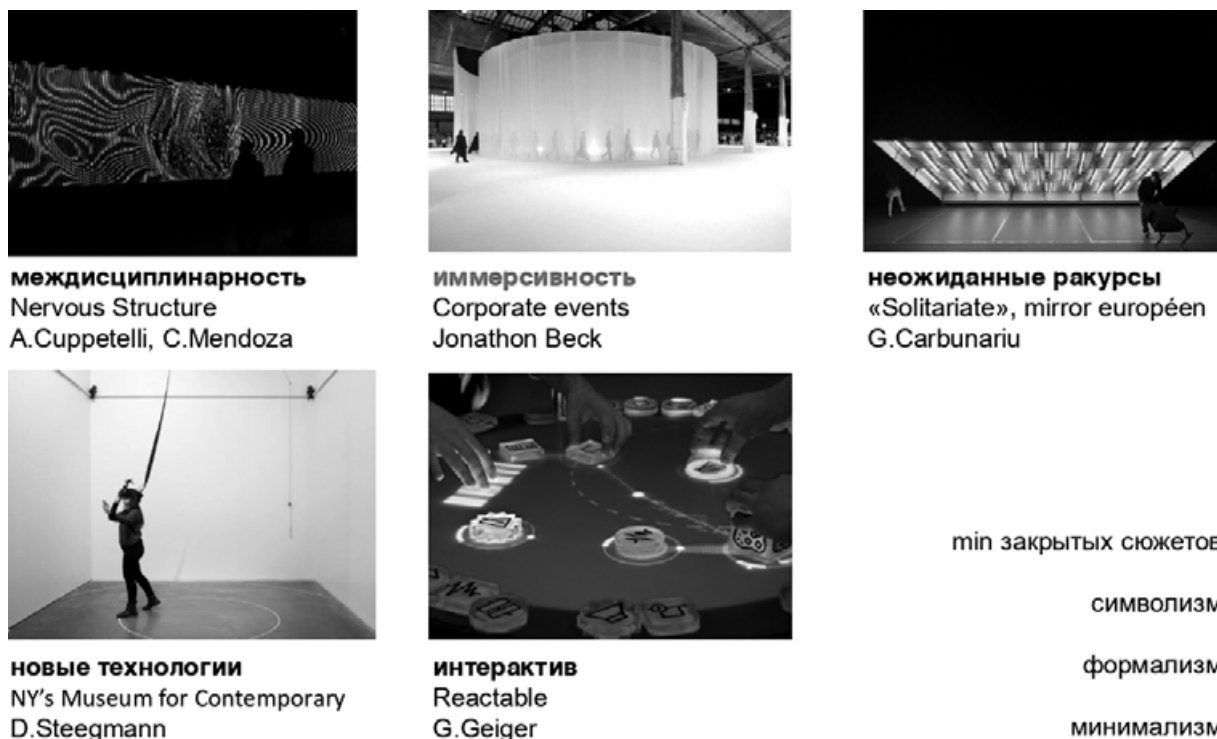 междисциплинарность
Nervous Structure
A.Cuppetelli, C.Mendoza
иммерсивность
Corporate events
Jonathon Beck
неожиданные ракурсы
«Solitariate», mirror européen
G.Carbunariu
новые технологии
NY's Museum for Contemporary
D.Steegmann
интерактив
Reactable
G.Geiger
min закрытых сюжетов
символизм
формализм
минимализм